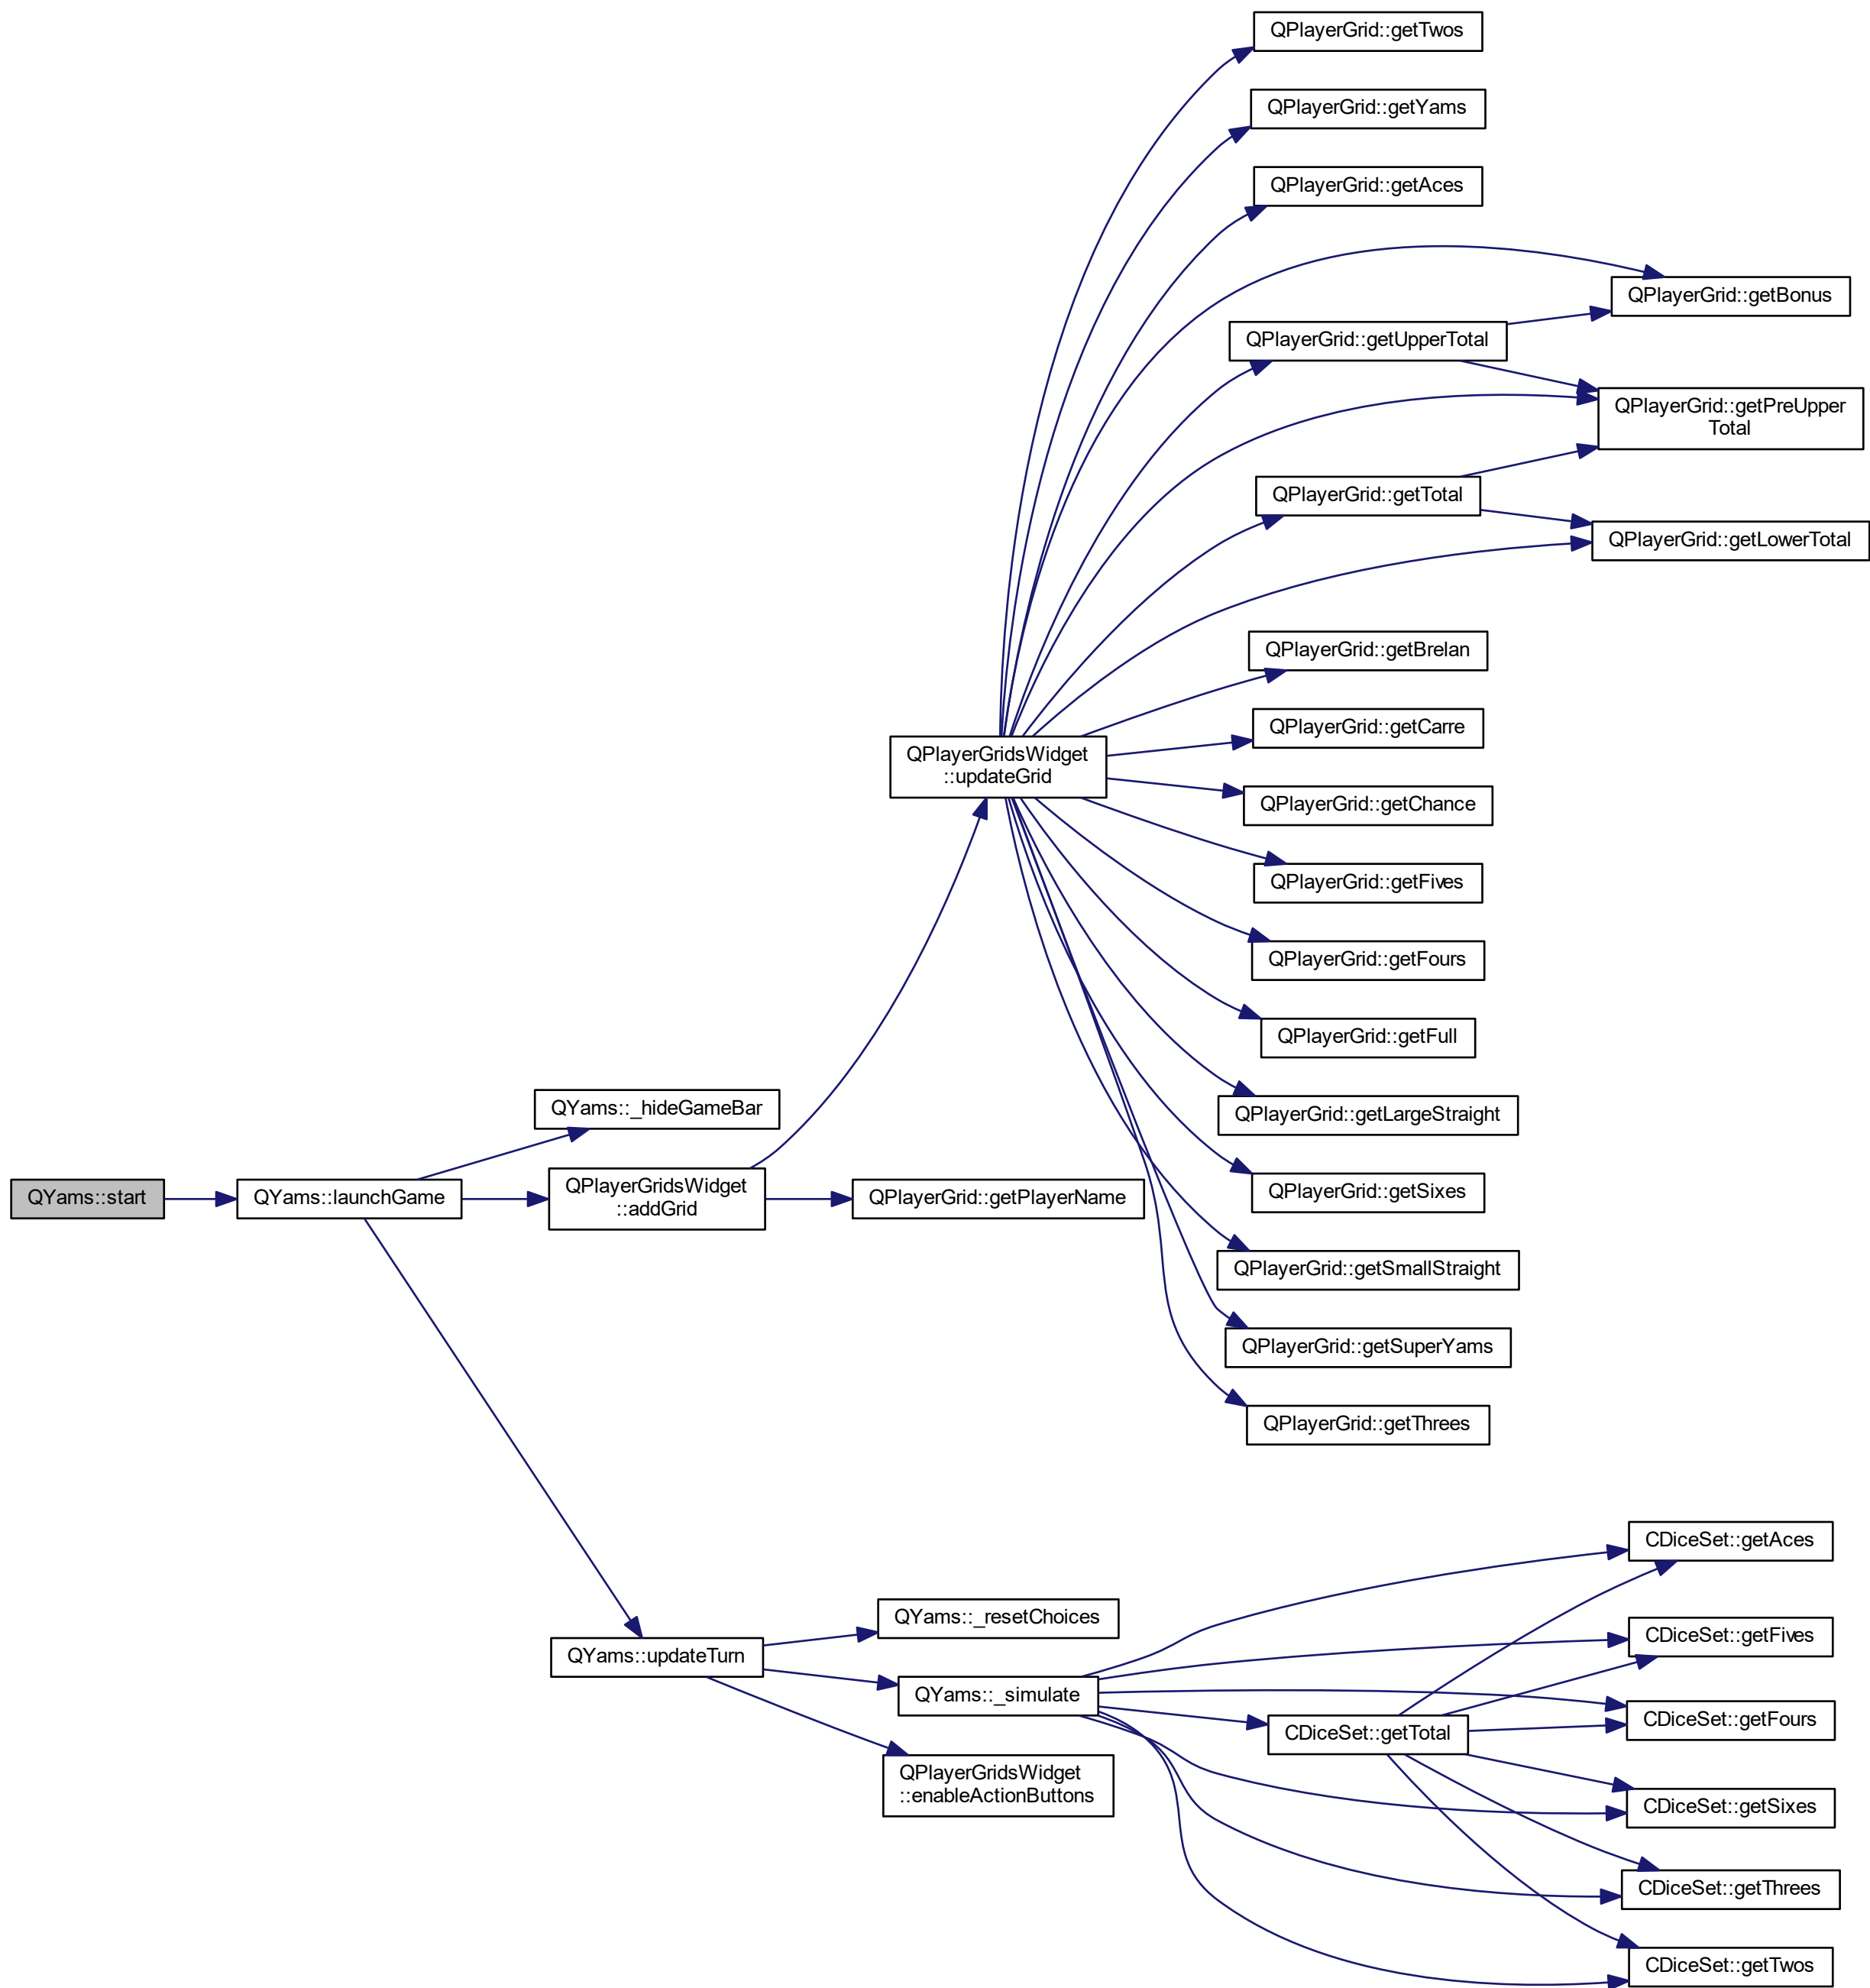 QPlayerGrid::getTwos
QPlayerGrid::getYams
QPlayerGrid::getAces
QPlayerGrid::getBonus
QPlayerGrid::getUpperTotal
QPlayerGrid::getPreUpper
Total
QPlayerGrid::getTotal
QPlayerGrid::getLowerTotal
QPlayerGrid::getBrelan
QPlayerGrid::getCarre
QPlayerGridsWidget
::updateGrid
QPlayerGrid::getChance
QPlayerGrid::getFives
QPlayerGrid::getFours
QPlayerGrid::getFull
QYams::_hideGameBar
QPlayerGrid::getLargeStraight
QYams::start
QYams::launchGame
QPlayerGridsWidget
::addGrid
QPlayerGrid::getPlayerName
QPlayerGrid::getSixes
QPlayerGrid::getSmallStraight
QPlayerGrid::getSuperYams
QPlayerGrid::getThrees
CDiceSet::getAces
QYams::_resetChoices
CDiceSet::getFives
QYams::updateTurn
QYams::_simulate
CDiceSet::getFours
CDiceSet::getTotal
QPlayerGridsWidget
::enableActionButtons
CDiceSet::getSixes
CDiceSet::getThrees
CDiceSet::getTwos